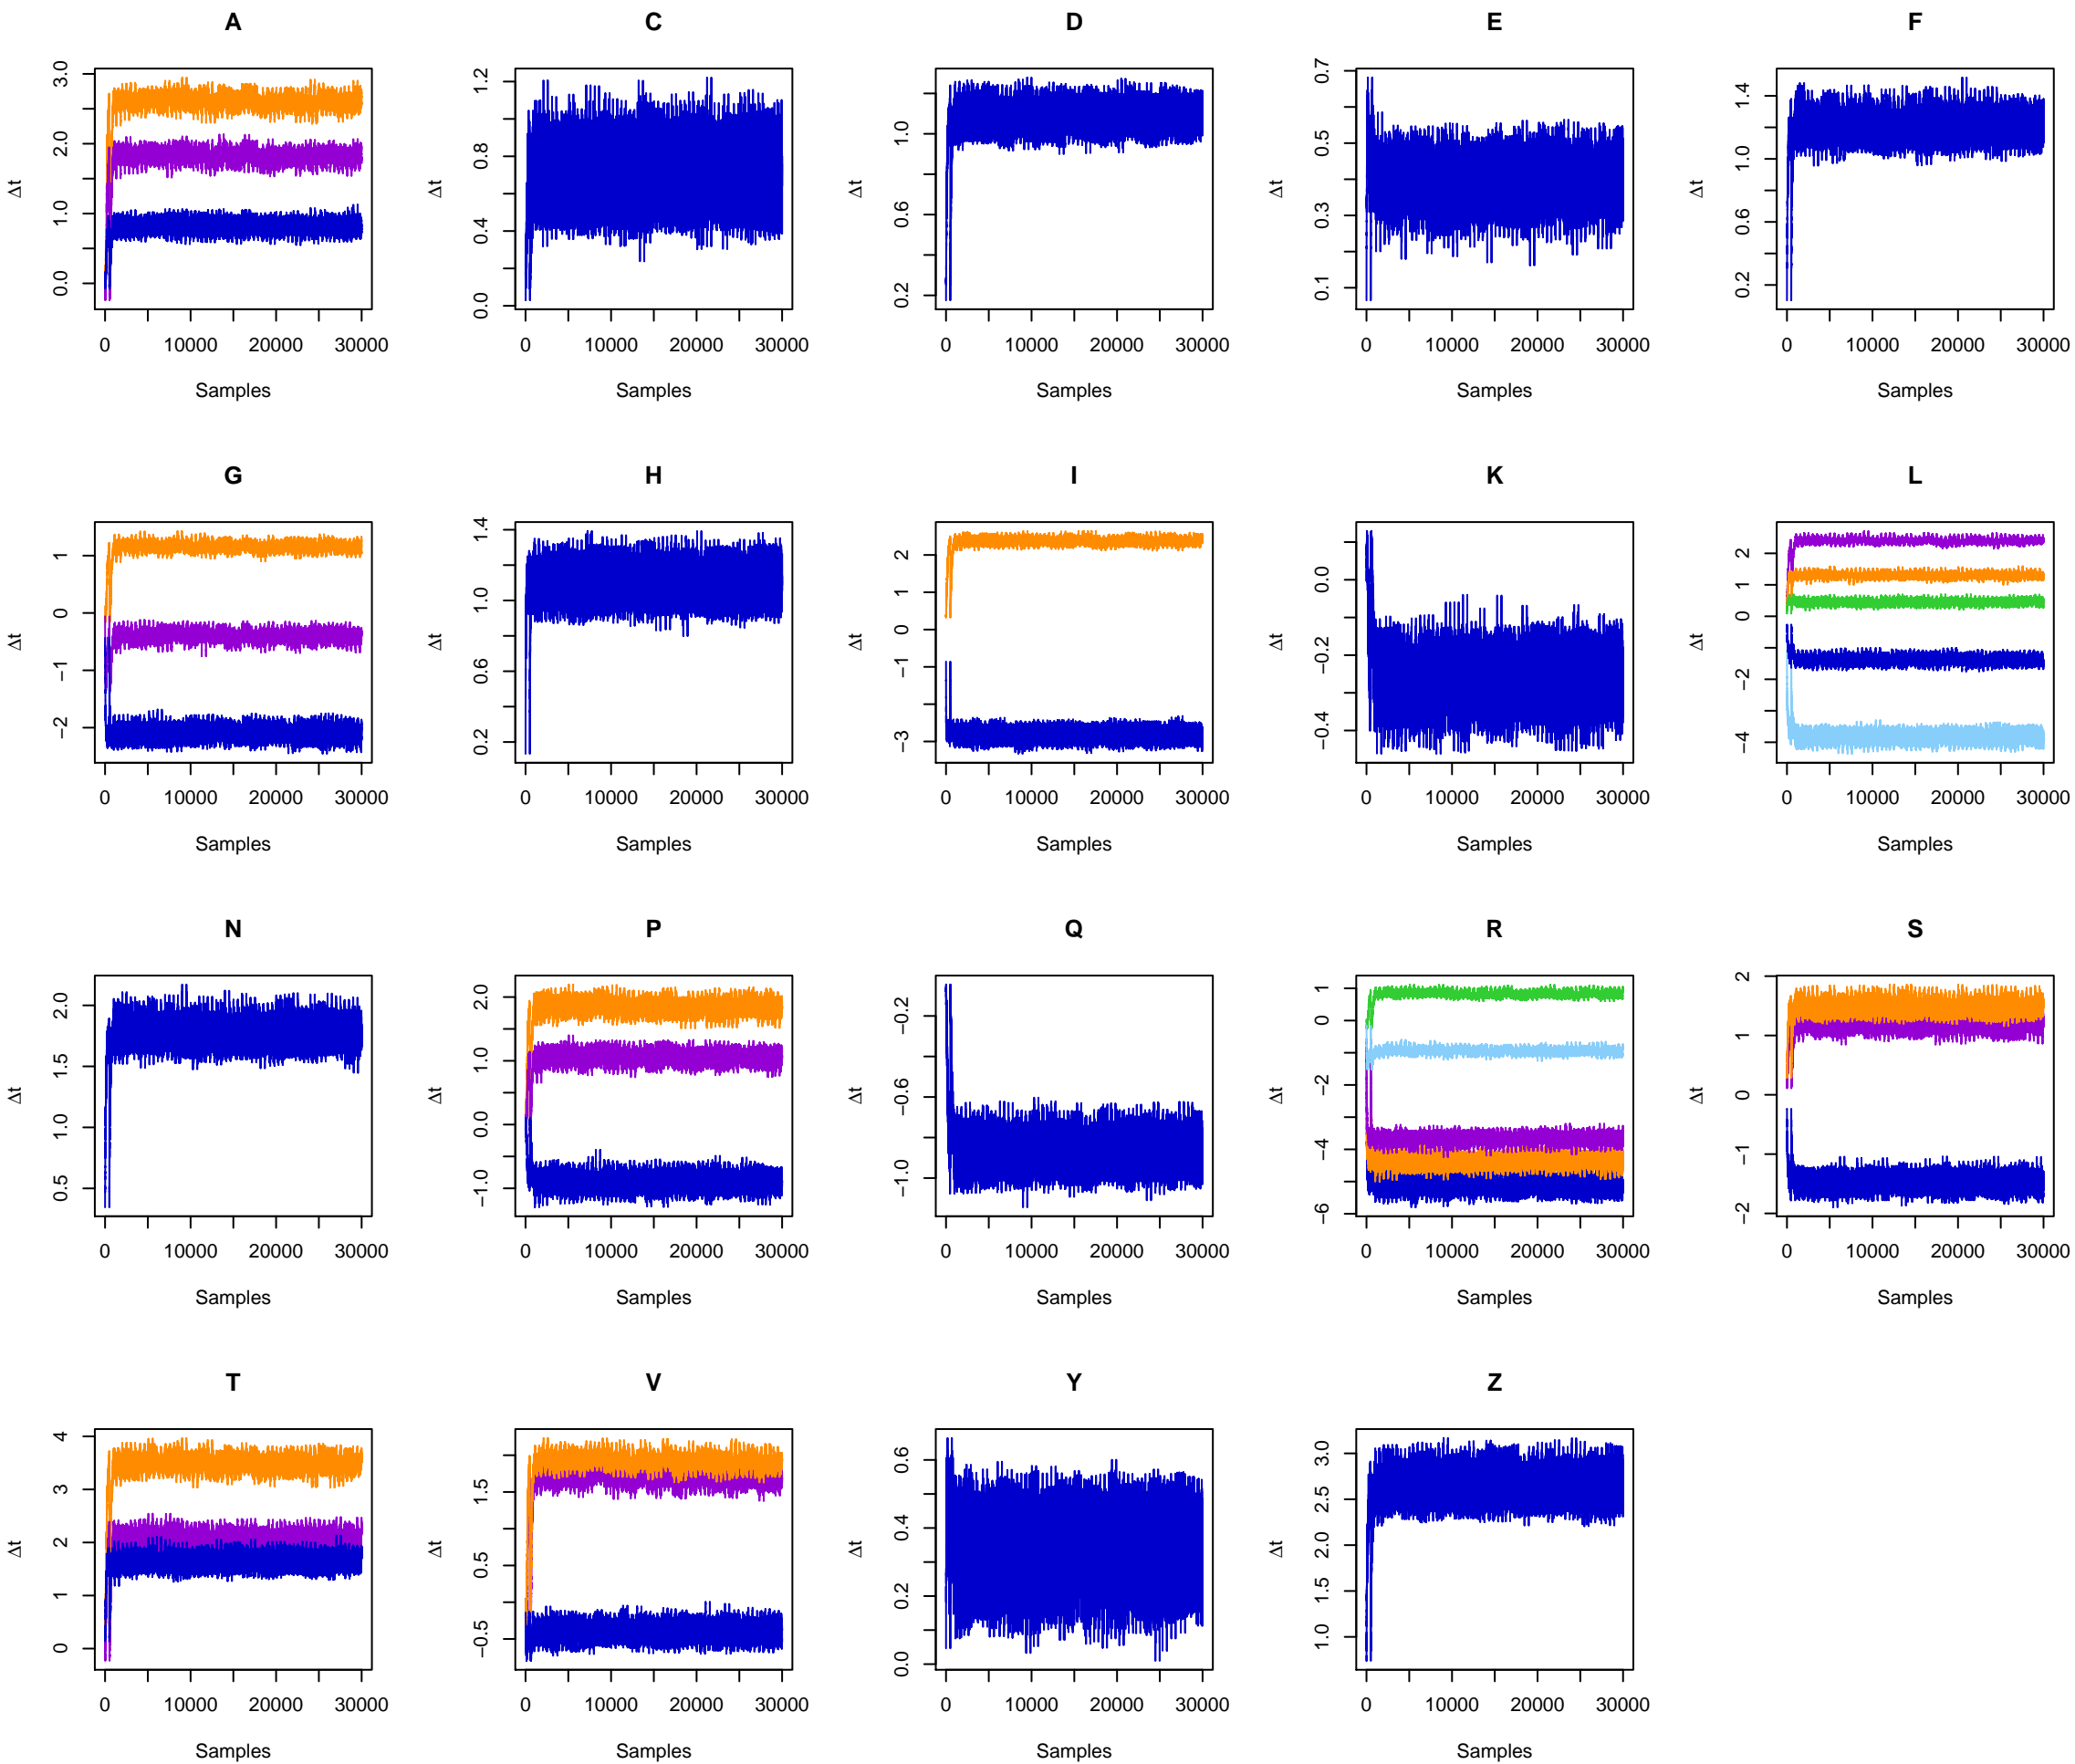 A C D E F
Δt 0.0 1.0 2.0 3.0 Δt 0.0 0.4 0.8 1.2 Δt 0.2 0.6 1.0 Δt 0.1 0.3 0.5 0.7 Δt 0.2 0.6 1.0 1.4
0 10000 20000 30000 0 10000 20000 30000 0 10000 20000 30000 0 10000 20000 30000 0 10000 20000 30000
Samples Samples Samples Samples Samples
G H I K L
Δt −2 −1 0 1 Δt 0.2 0.6 1.0 1.4 Δt −3 −1 0 1 2 Δt −0.4 −0.2 0.0 Δt −4 −2 0 1 2
0 10000 20000 30000 0 10000 20000 30000 0 10000 20000 30000 0 10000 20000 30000 0 10000 20000 30000
Samples Samples Samples Samples Samples
N P Q R S
Δt 0.5 1.0 1.5 2.0 Δt −1.0 0.0 1.0 2.0 Δt −1.0 −0.6 −0.2 Δt −6 −4 −2 0 1 Δt −2 −1 0 1 2
0 10000 20000 30000 0 10000 20000 30000 0 10000 20000 30000 0 10000 20000 30000 0 10000 20000 30000
Samples Samples Samples Samples Samples
T V Y Z
Δt 0 1 2 3 4 Δt −0.5 0.5 1.5 Δt 0.0 0.2 0.4 0.6 Δt 1.0 1.5 2.0 2.5 3.0
0 10000 20000 30000 0 10000 20000 30000 0 10000 20000 30000 0 10000 20000 30000
Samples Samples Samples Samples